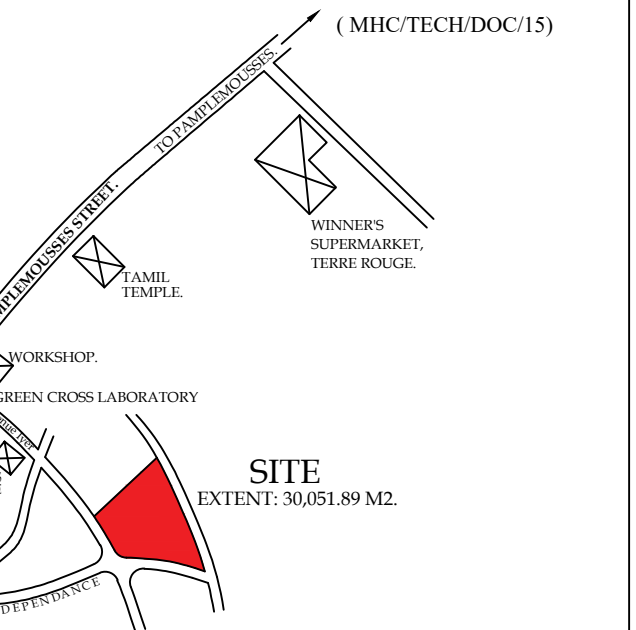 ( MHC/TECH/DOC/15)
TO PAMPLEMOUSSES.
MPLEMOUSSES STREET.
WINNER'S
SUPERMARKET,
TERRE ROUGE.
TAMIL
TEMPLE.
WORKSHOP.
GREEN CROSS LABORATORY
SITE
EXTENT: 30,051.89 M2.
DEPENDANCE